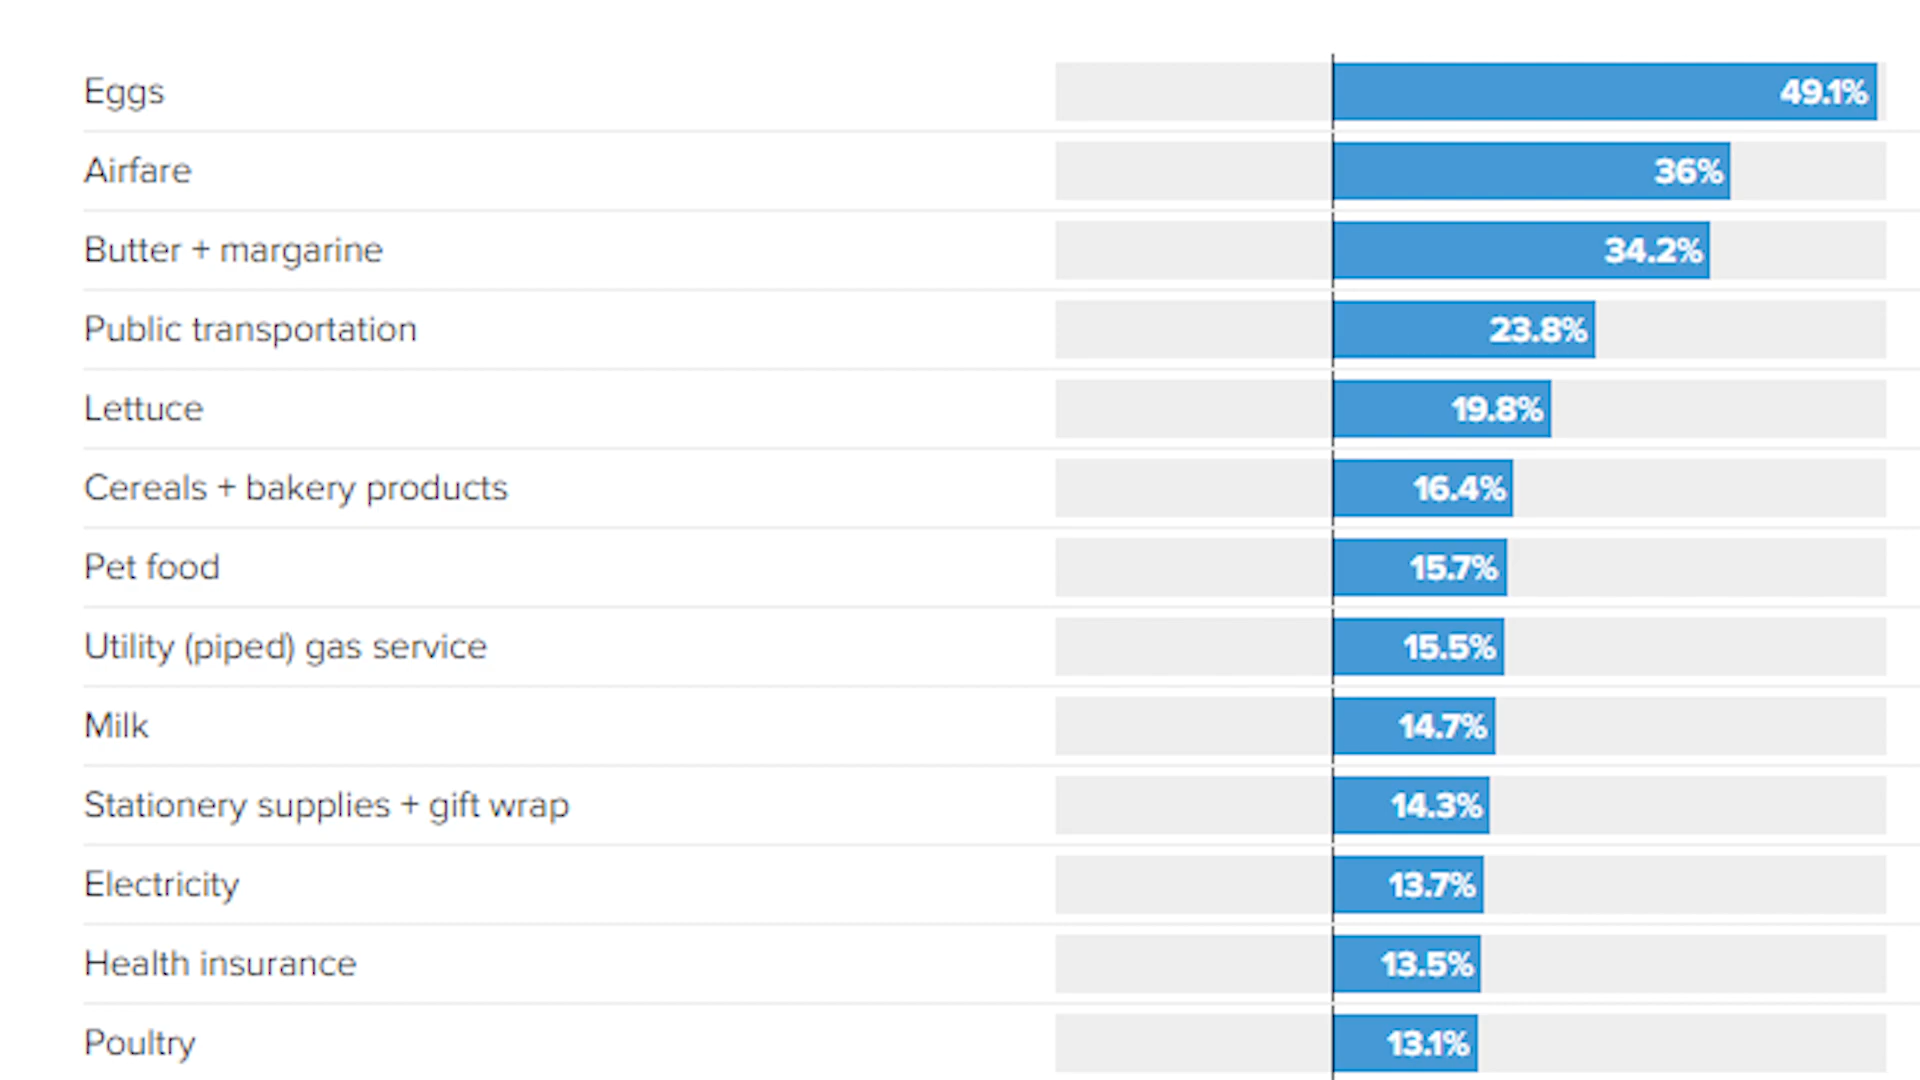 Eggs 49.1%
Airfare 36%
Butter + margarine 34.2%
Public transportation 23.8%
Lettuce 19.8%
Cereals + bakery products 16.4%
Pet food 15.7%
Utility (piped) gas service 15.5%
Milk 14.7%
Stationery supplies + gift wrap 14.3%
Electricity 13.7%
Health insurance 13.5%
Poultry 13.1%